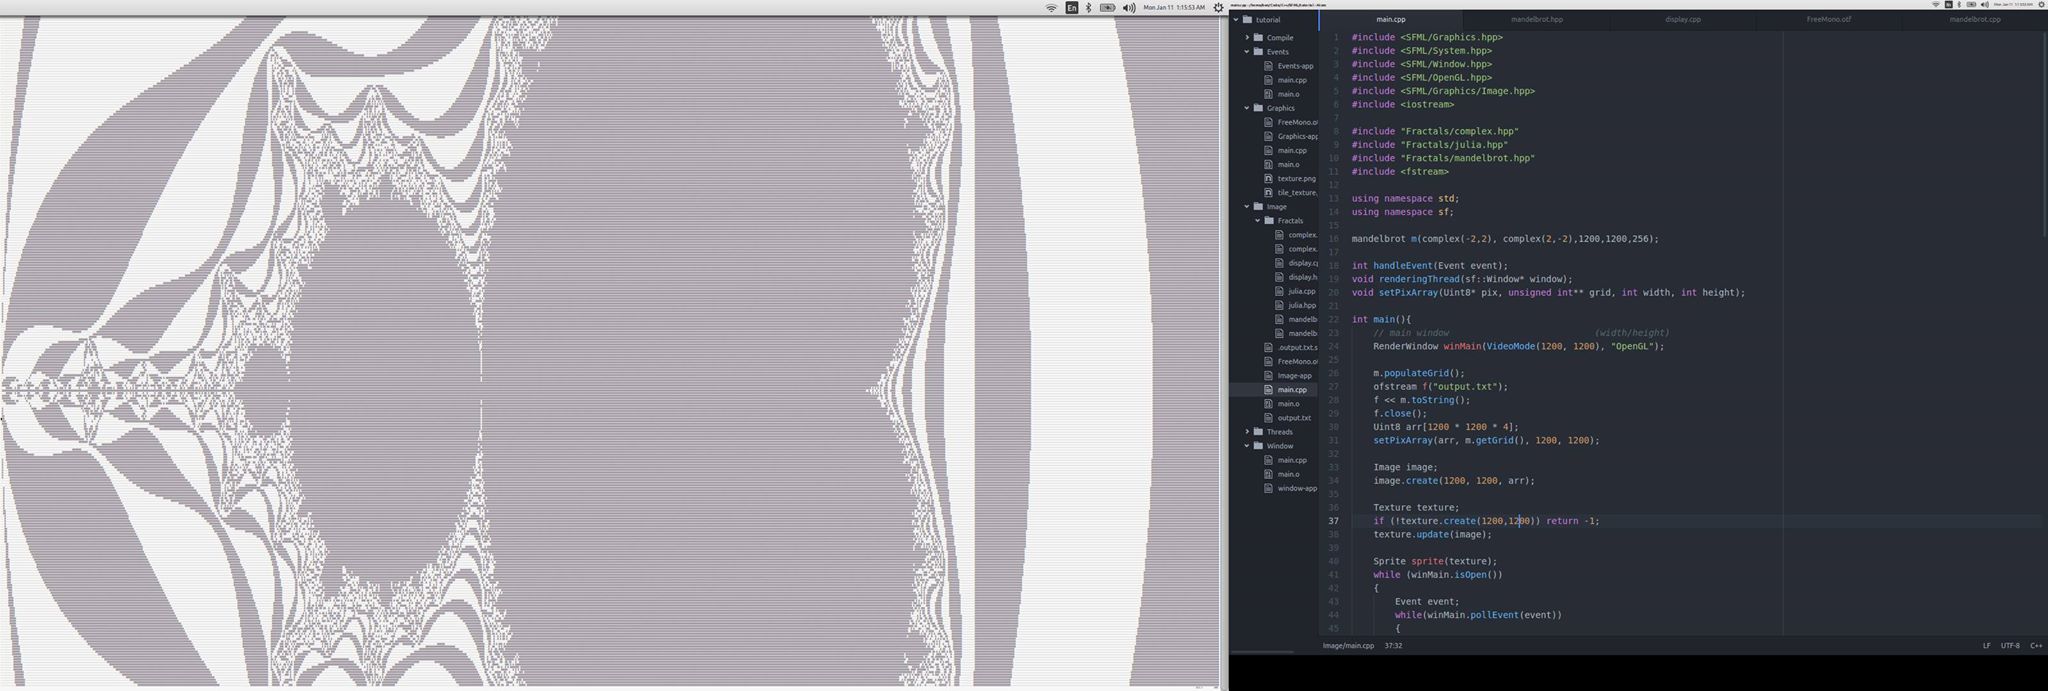 En
Mon Jan 11 1:15:53 AM
tutorial
Compile
Events
Events-app
main.cpp
main.o
Graphics
FreeMono.ot
Graphics-app
main.cpp
main.o
texture.png
tile_texture.
Image
Fractals
complex.
complex.
display.cp
display.h
julia.cpp
julia.hpp
mandelb
mandelb
.output.txt.s
FreeMono.ot
Image-app
main.cpp
main.o
output.txt
Threads
Window
main.cpp
main.o
window-app
main.cpp
mandelbrot.hpp
display.cpp
FreeMono.otf
mandelbrot.cpp
1 #include <SFML/Graphics.hpp>
2 #include <SFML/System.hpp>
3 #include <SFML/Window.hpp>
4 #include <SFML/OpenGL.hpp>
5 #include <SFML/Graphics/Image.hpp>
6 #include <iostream>
7
8 #include "Fractals/complex.hpp"
9 #include "Fractals/julia.hpp"
10 #include "Fractals/mandelbrot.hpp"
11 #include <fstream>
12
13 using namespace std;
14 using namespace sf;
15
16 mandelbrot m(complex(-2,2), complex(2,-2),1200,1200,256);
17
18 int handleEvent(Event event);
19 void renderingThread(sf::Window* window);
20 void setPixArray(Uint8* pix, unsigned int** grid, int width, int height);
21
22 int main(){
23 // main window (width/height)
24 RenderWindow winMain(VideoMode(1200, 1200), "OpenGL");
25
26 m.populateGrid();
27 ofstream f("output.txt");
28 f << m.toString();
29 f.close();
30 Uint8 arr[1200 * 1200 * 4];
31 setPixArray(arr, m.getGrid(), 1200, 1200);
32
33 Image image;
34 image.create(1200, 1200, arr);
35
36 Texture texture;
37 if (!texture.create(1200,1200)) return -1;
38 texture.update(image);
39
40 Sprite sprite(texture);
41 while (winMain.isOpen())
42 {
43 Event event;
44 while(winMain.pollEvent(event))
45 {
Image/main.cpp 37:32
LF UTF-8 C++